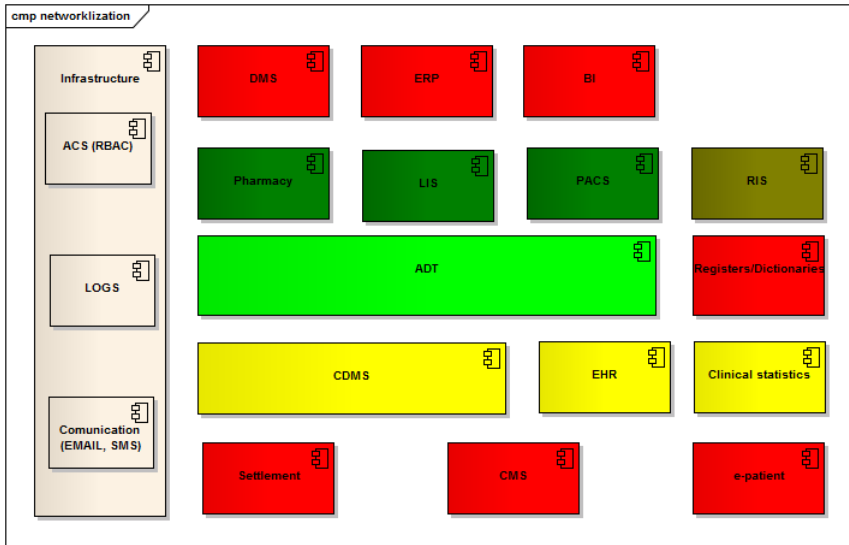 cmp networklization
Infrastructure
ACS (RBAC)
LOGS
Comunication
(EMAIL, SMS)
DMS
ERP
BI
Pharmacy
LIS
PACS
RIS
ADT
Registers/Dictionaries
CDMS
EHR
Clinical statistics
Settlement
CMS
e-patient